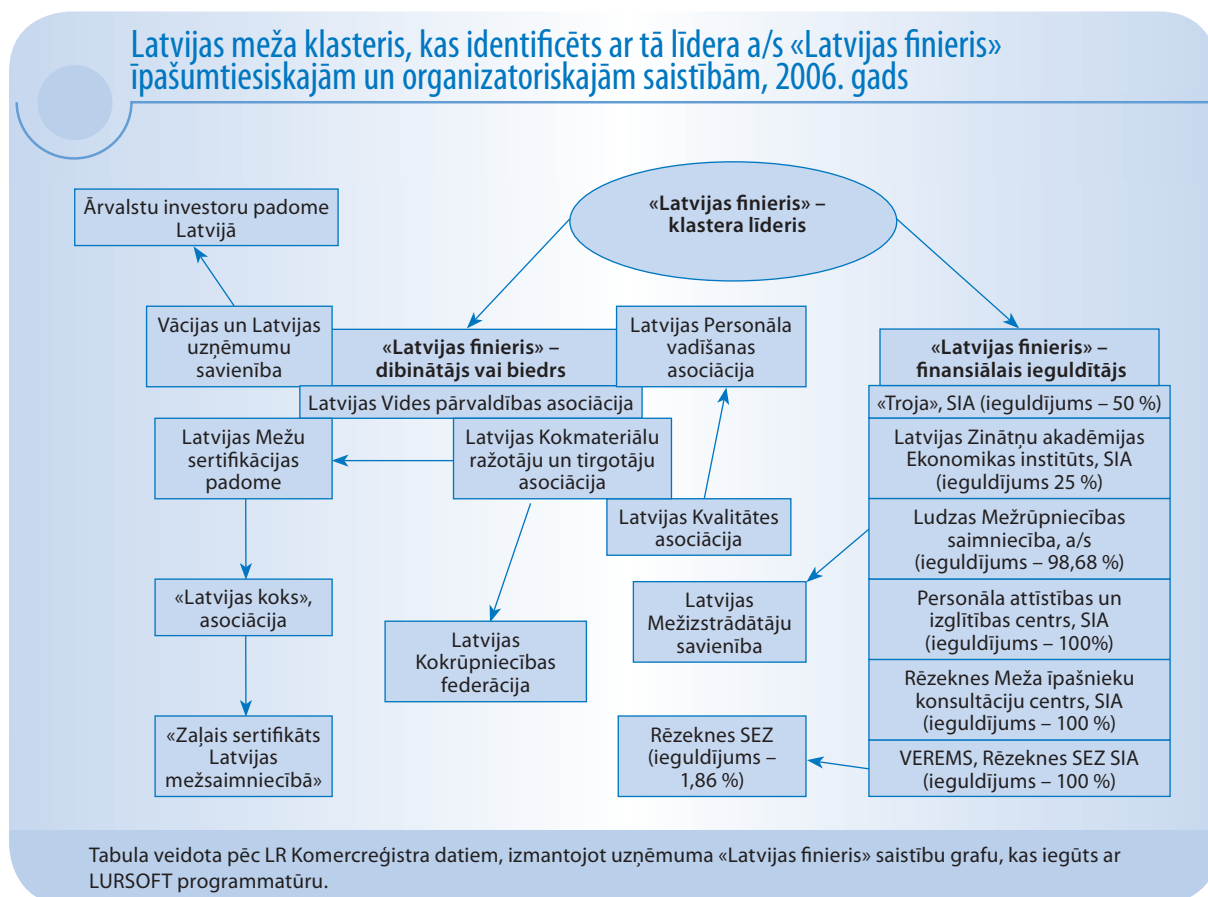 Latvijas meža klasteris, kas identificēts ar tā līdera a/s «Latvijas finieris»
īpašumtiesiskajām un organizatoriskajām saistībām, 2006. gads
Ārvalstu investoru padome
Latvijā
«Latvijas finieris» –
klastera līderis
Vācijas un Latvijas
uzņēmumu
savienība
«Latvijas finieris» –
dibinātājs vai biedrs
Latvijas Personāla
vadīšanas
asociācija
«Latvijas finieris» –
finansiālais ieguldītājs
Latvijas Vides pārvaldības asociācija
«Troja», SIA (ieguldījums – 50 %)
Latvijas Mežu
sertifikācijas
padome
Latvijas Kokmateriālu
ražotāju un tirgotāju
asociācija
Latvijas Zinātņu akadēmijas
Ekonomikas institūts, SIA
(ieguldījums 25 %)
Latvijas Kvalitātes
asociācija
Ludzas Mežrūpniecības
saimniecība, a/s
(ieguldījums – 98,68 %)
«Latvijas koks»,
asociācija
Latvijas
Kokrūpniecības
federācija
Latvijas
Mežizstrādātāju
savienība
Personāla attīstības un
izglītības centrs, SIA
(ieguldījums – 100%)
Rēzeknes Meža īpašnieku
konsultāciju centrs, SIA
(ieguldījums – 100 %)
«Zaļais sertifikāts
Latvijas
mežsaimniecībā»
Rēzeknes SEZ
(ieguldījums –
1,86 %)
VEREMS, Rēzeknes SEZ SIA
(ieguldījums – 100 %)
Tabula veidota pēc LR Komercreģistra datiem, izmantojot uzņēmuma «Latvijas finieris» saistību grafu, kas iegūts ar
LURSOFT programmatūru.